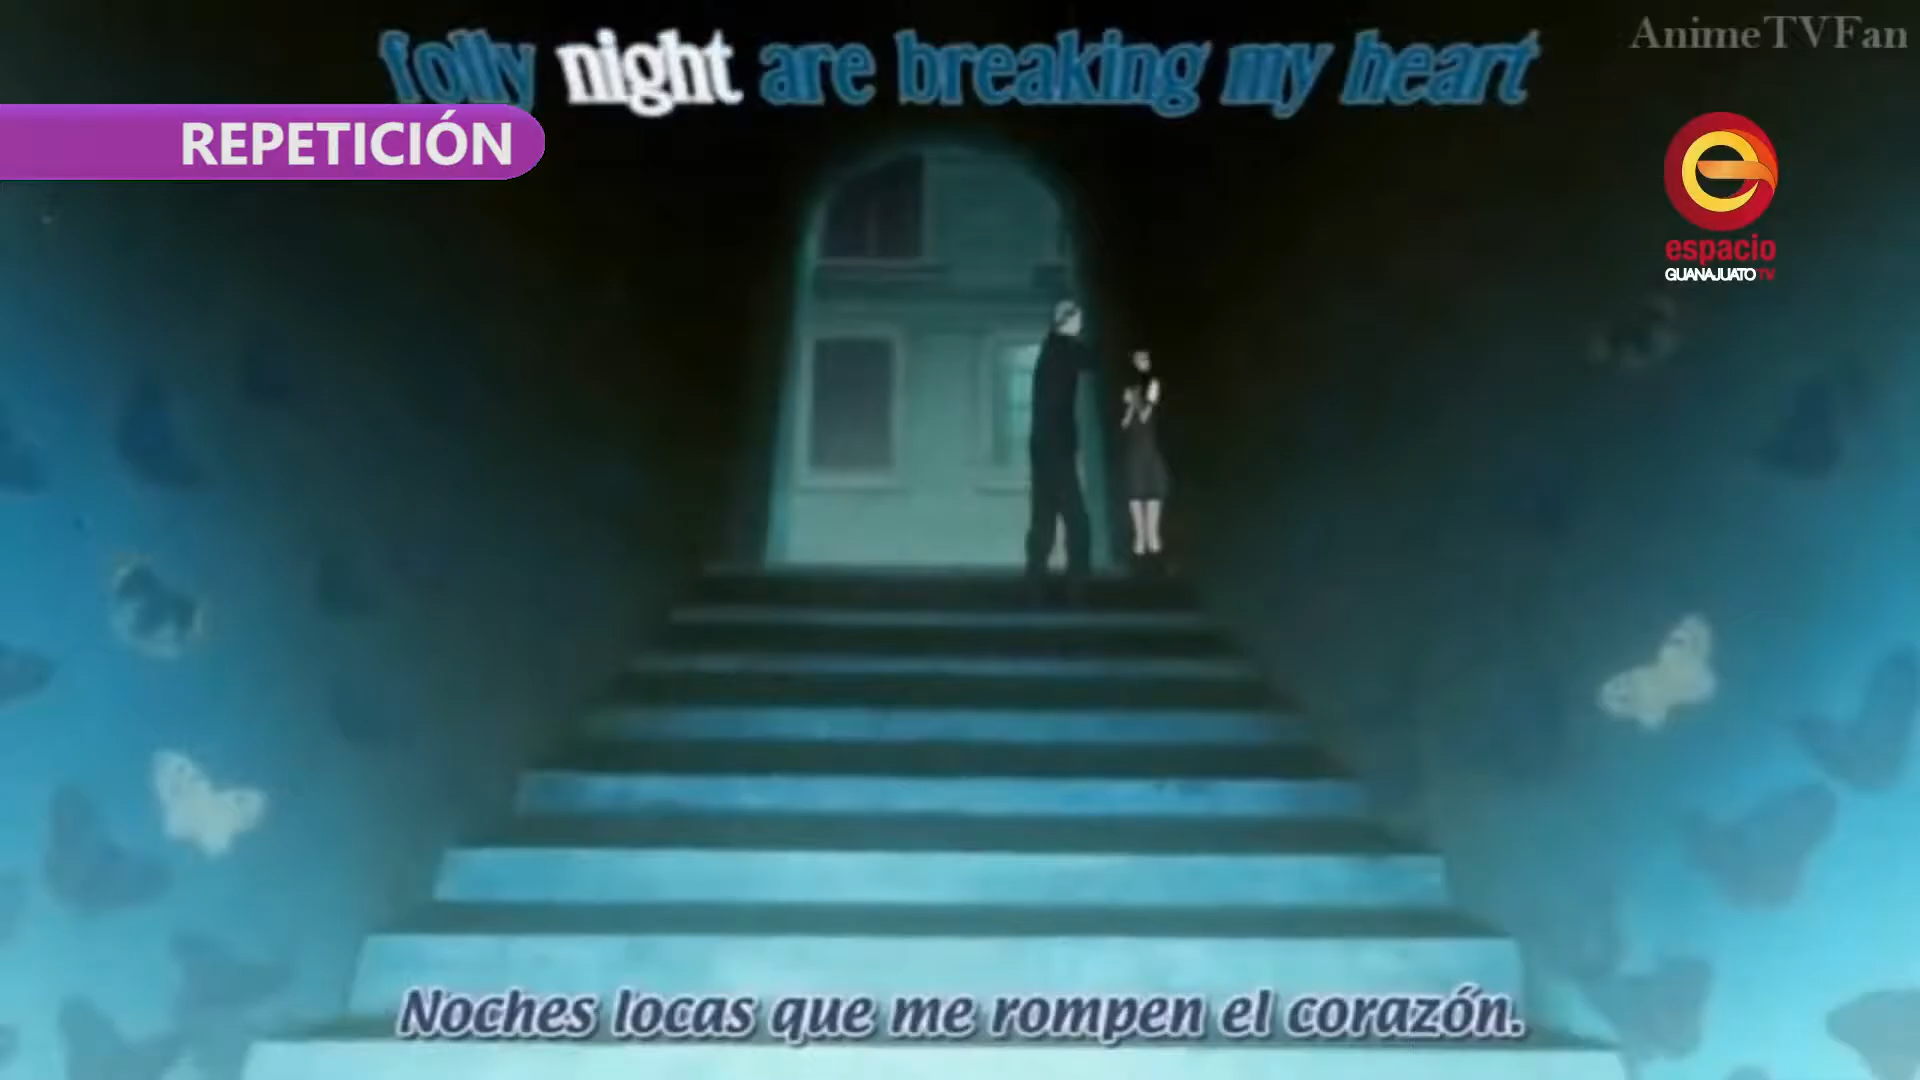 AnimeTVFan
folly night are breaking my heart
REPETICIÓN
espacio
GUANAJUATO TV
Noches locas que me rompen el corazón.